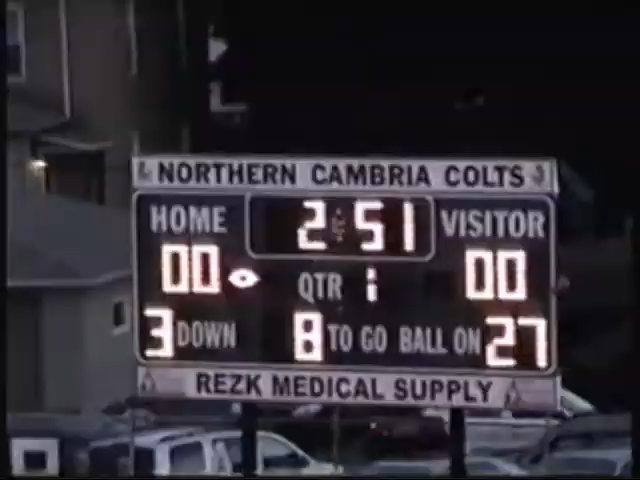 NORTHERN CAMBRIA COLTS
HOME 2:51 VISITOR
00 QTR 1 00
3 DOWN 8 TO GO BALL ON 27
REZK MEDICAL SUPPLY